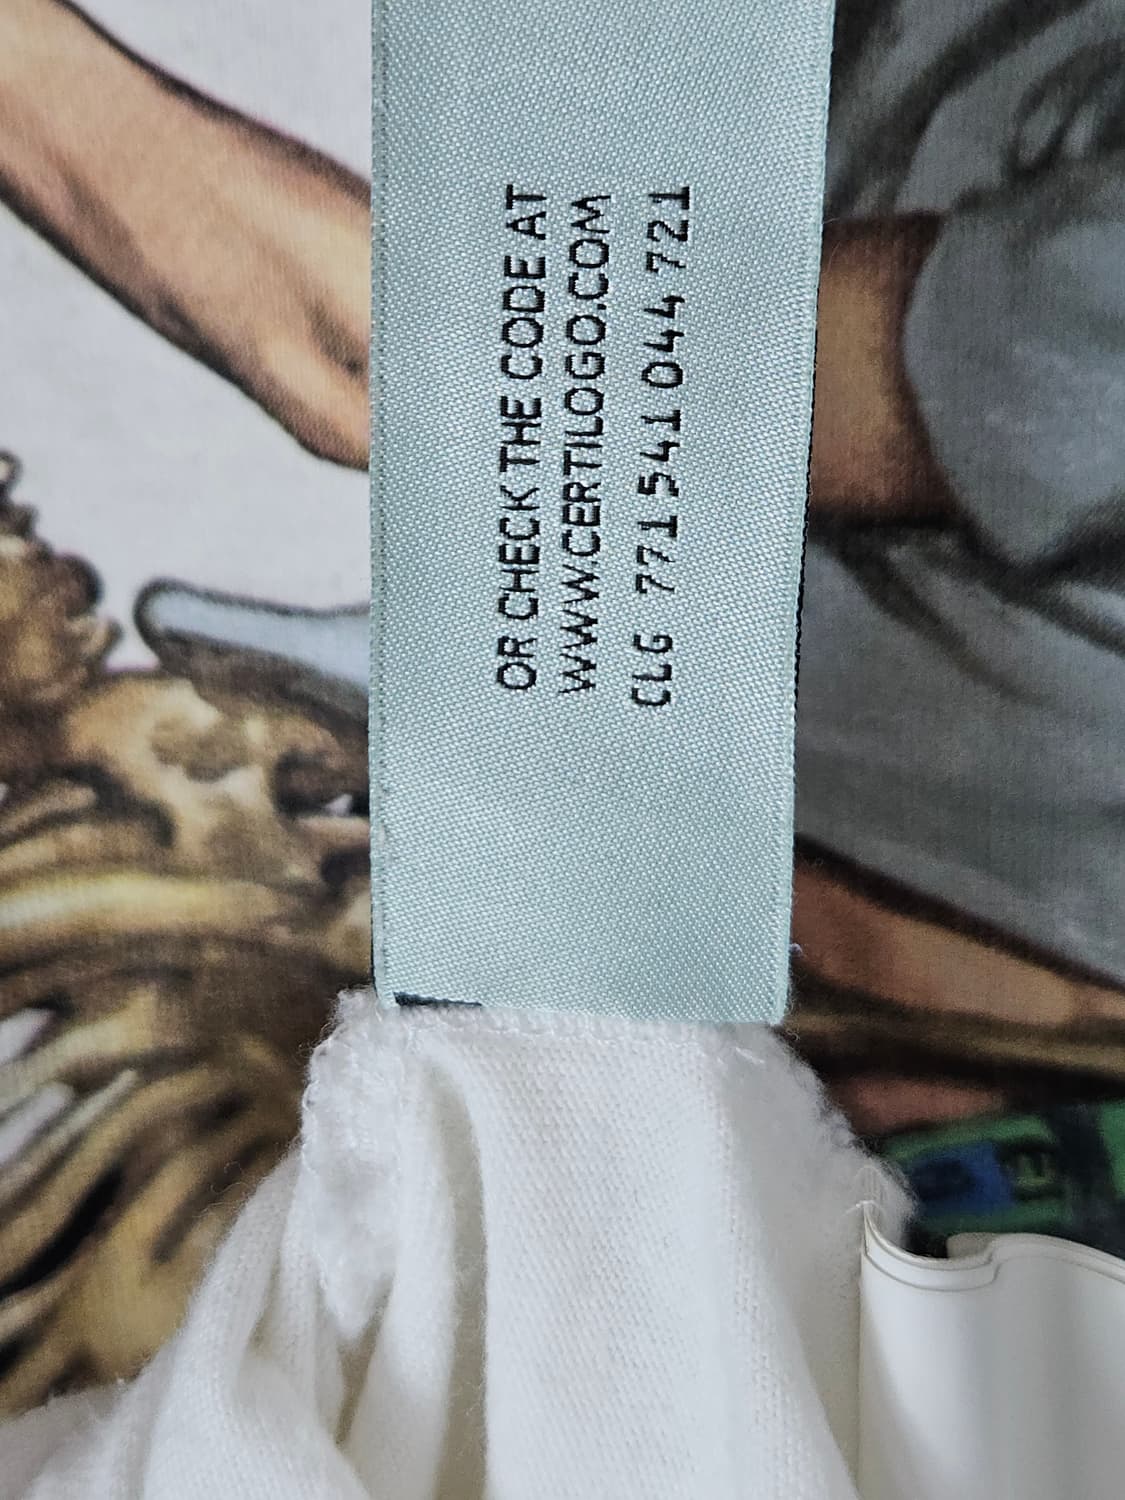 OR CHECK THE CODE AT
WWW.CERTILOGO.COM
CLG 771 541 044 721